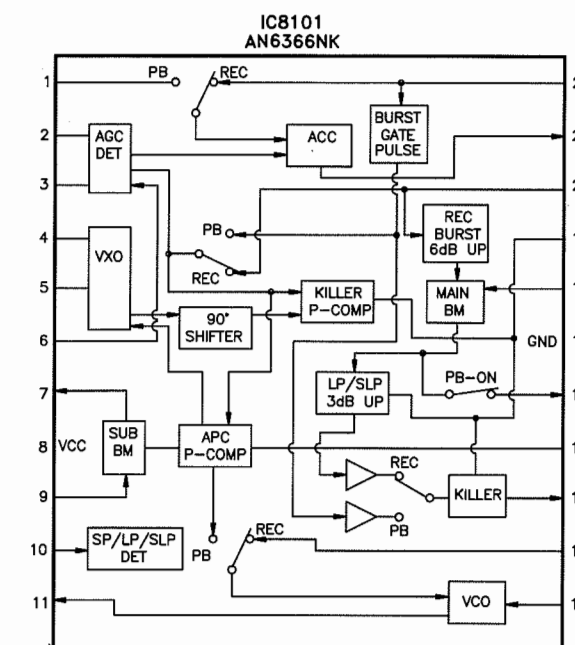 IC8101
AN6366NK
1
PB
REC
2
AGC
DET
ACC
BURST
GATE
PULSE
3
4
VXO
PB
REC
REC
BURST
6dB UP
5
KILLER
P-COMP
MAIN
BM
90°
SHIFTER
6
GND
7
LP/SLP
3dB UP
PB-ON
8
VCC
SUB
BM
APC
P-COMP
REC
9
KILLER
PB
10
SP/LP/SLP
DET
PB
REC
11
VCO